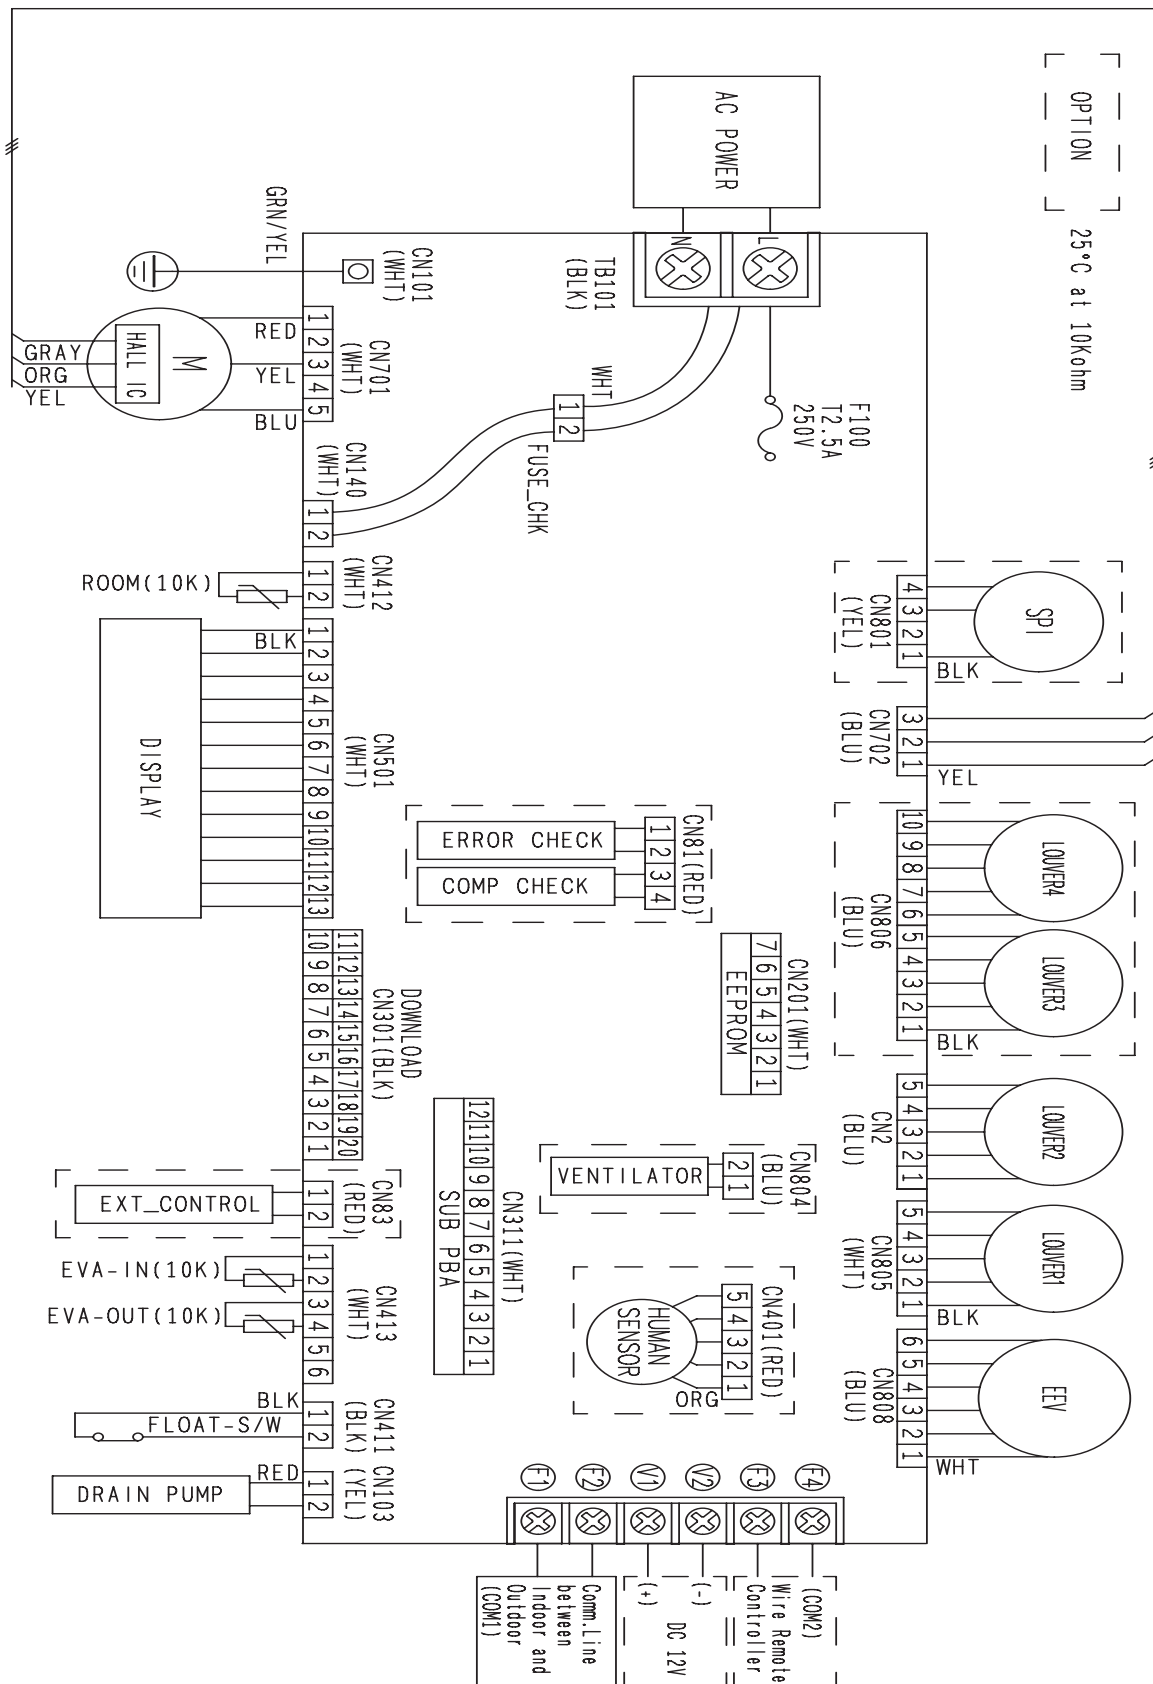 OPTION
25°C at 10Kohm
AC POWER
N
L
TB101
(BLK)
GRN/YEL
CN101
(WHT)
F100
T2.5A
250V
WHT
1
2
FUSE_CHK
HALL IC
M
GRAY
ORG
YEL
RED
YEL
BLU
1
2
3
4
5
CN701
(WHT)
CN140
(WHT)
1
2
ROOM(10K)
1
2
CN412
(WHT)
DISPLAY
BLK
1
2
3
4
5
6
7
8
9
10
11
12
13
CN501
(WHT)
ERROR CHECK
COMP CHECK
1
2
3
4
CN81(RED)
SPI
4
3
2
1
BLK
CN801
(YEL)
3
2
1
YEL
CN702
(BLU)
LOUVER4
LOUVER3
10
9
8
7
6
5
4
3
2
1
BLK
CN806
(BLU)
LOUVER2
5
4
3
2
1
CN2
(BLU)
LOUVER1
5
4
3
2
1
BLK
CN805
(WHT)
EEV
6
5
4
3
2
1
WHT
CN808
(BLU)
CN201(WHT)
7 6 5 4 3 2 1
EEPROM
DOWNLOAD
CN301(BLK)
11 12 13 14 15 16 17 18 19 20
10 9 8 7 6 5 4 3 2 1
CN311(WHT)
12 11 10 9 8 7 6 5 4 3 2 1
SUB PBA
VENTILATOR
2
1
CN804
(BLU)
HUMAN
SENSOR
5
4
3
2
1
ORG
CN401(RED)
EXT_CONTROL
1
2
CN83
(RED)
EVA-IN(10K)
EVA-OUT(10K)
1
2
3
4
5
6
CN413
(WHT)
BLK
FLOAT-S/W
1
2
CN411
(BLK)
DRAIN PUMP
RED
1
2
CN103
(YEL)
F1
F2
V1
V2
F3
F4
Comm.Line
between
Indoor and
Outdoor
(COM1)
(+)
(-)
DC 12V
(COM2)
Wire Remote
Controller